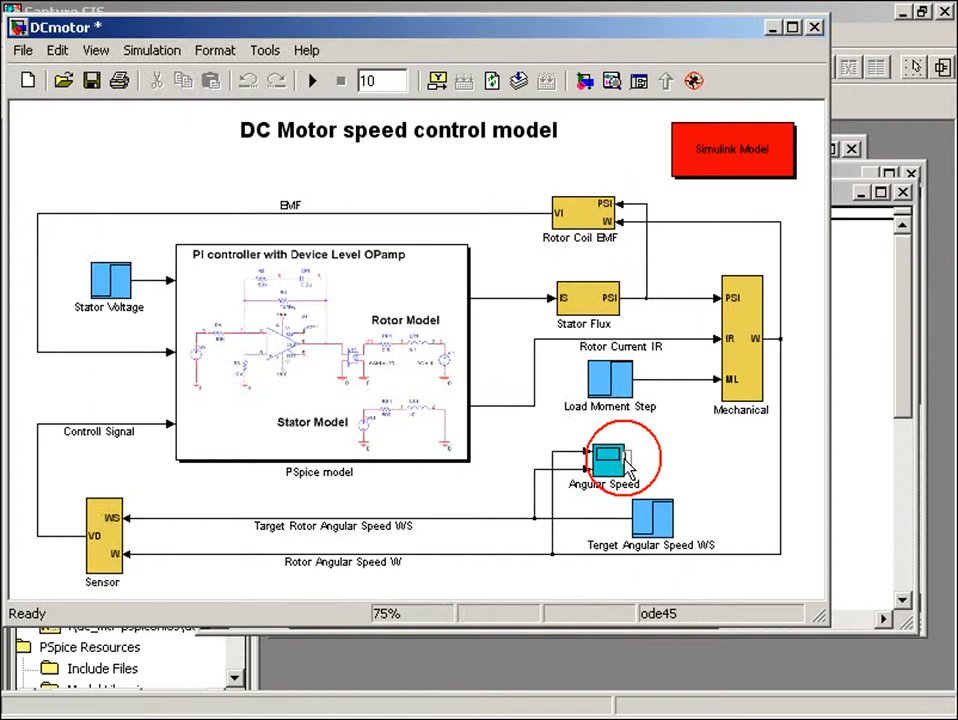 Capture CIS
DCmotor *
File Edit View Simulation Format Tools Help
10
DC Motor speed control model
Simulink Model
EMF
VI
PSI
W
Rotor Coil EMF
PI controller with Device Level OPamp
Stator Voltage
Rotor Model
Stator Model
PSpice model
IS
PSI
Stator Flux
Rotor Current IR
PSI
IR
W
ML
Mechanical
Load Moment Step
Controll Signal
Angular Speed
WS
VD
W
Sensor
Target Rotor Angular Speed WS
Terget Angular Speed WS
Rotor Angular Speed W
Ready
75%
ode45
PSpice Resources
Include Files